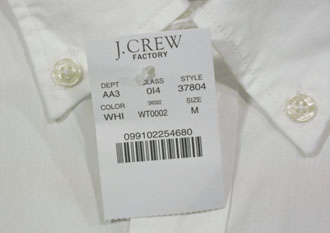 J.CREW
FACTORY
DEPT CLASS STYLE
AA3 014 37804
COLOR SIZE
WHI WT0002 M
099102254680